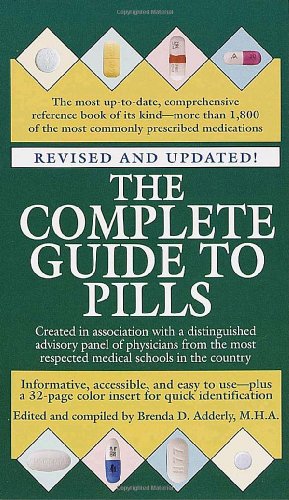 The most up-to-date, comprehensive
reference book of its kind—more than 1,800
of the most commonly prescribed medications
REVISED AND UPDATED!
THE
COMPLETE
GUIDE TO
PILLS
Created in association with a distinguished
advisory panel of physicians from the most
respected medical schools in the country
Informative, accessible, and easy to use—plus
a 32-page color insert for quick identification
Edited and compiled by Brenda D. Adderly, M.H.A.